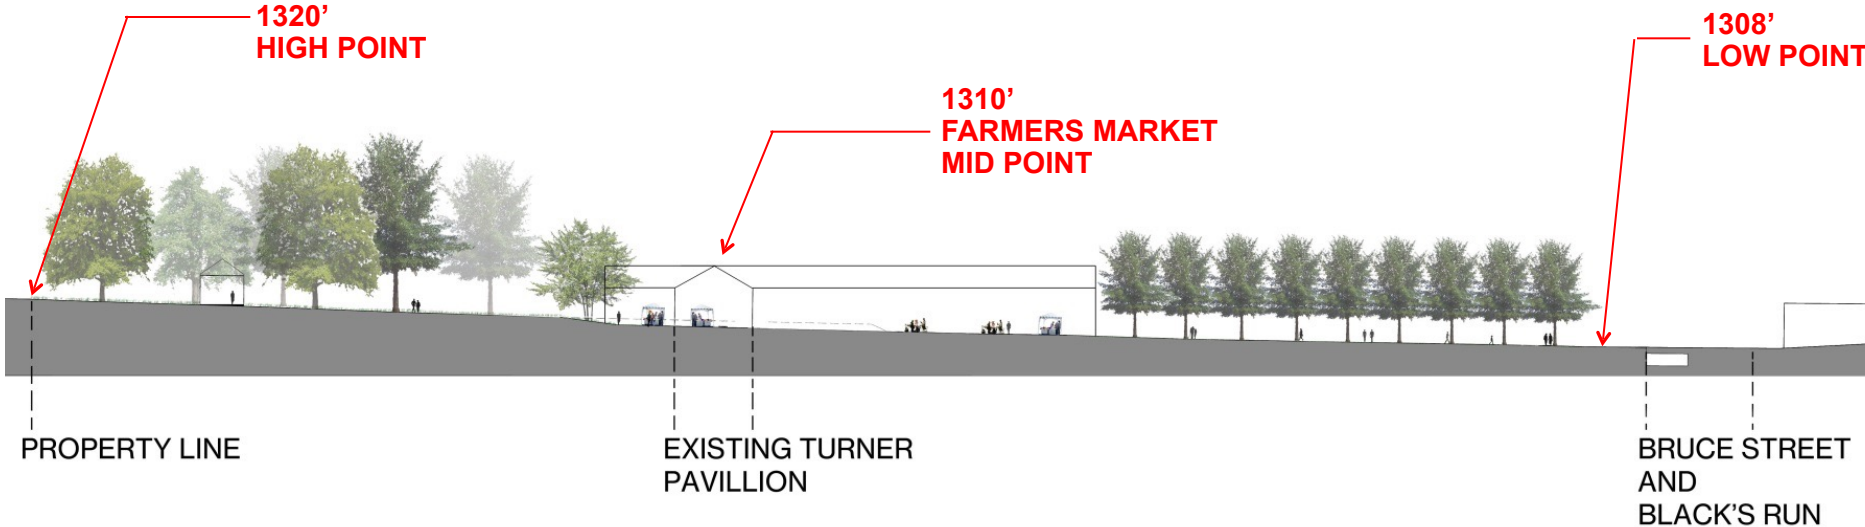 1320’
HIGH POINT
1310’
FARMERS MARKET
MID POINT
1308’
LOW POINT
PROPERTY LINE
EXISTING TURNER
PAVILLION
BRUCE STREET
AND
BLACK'S RUN